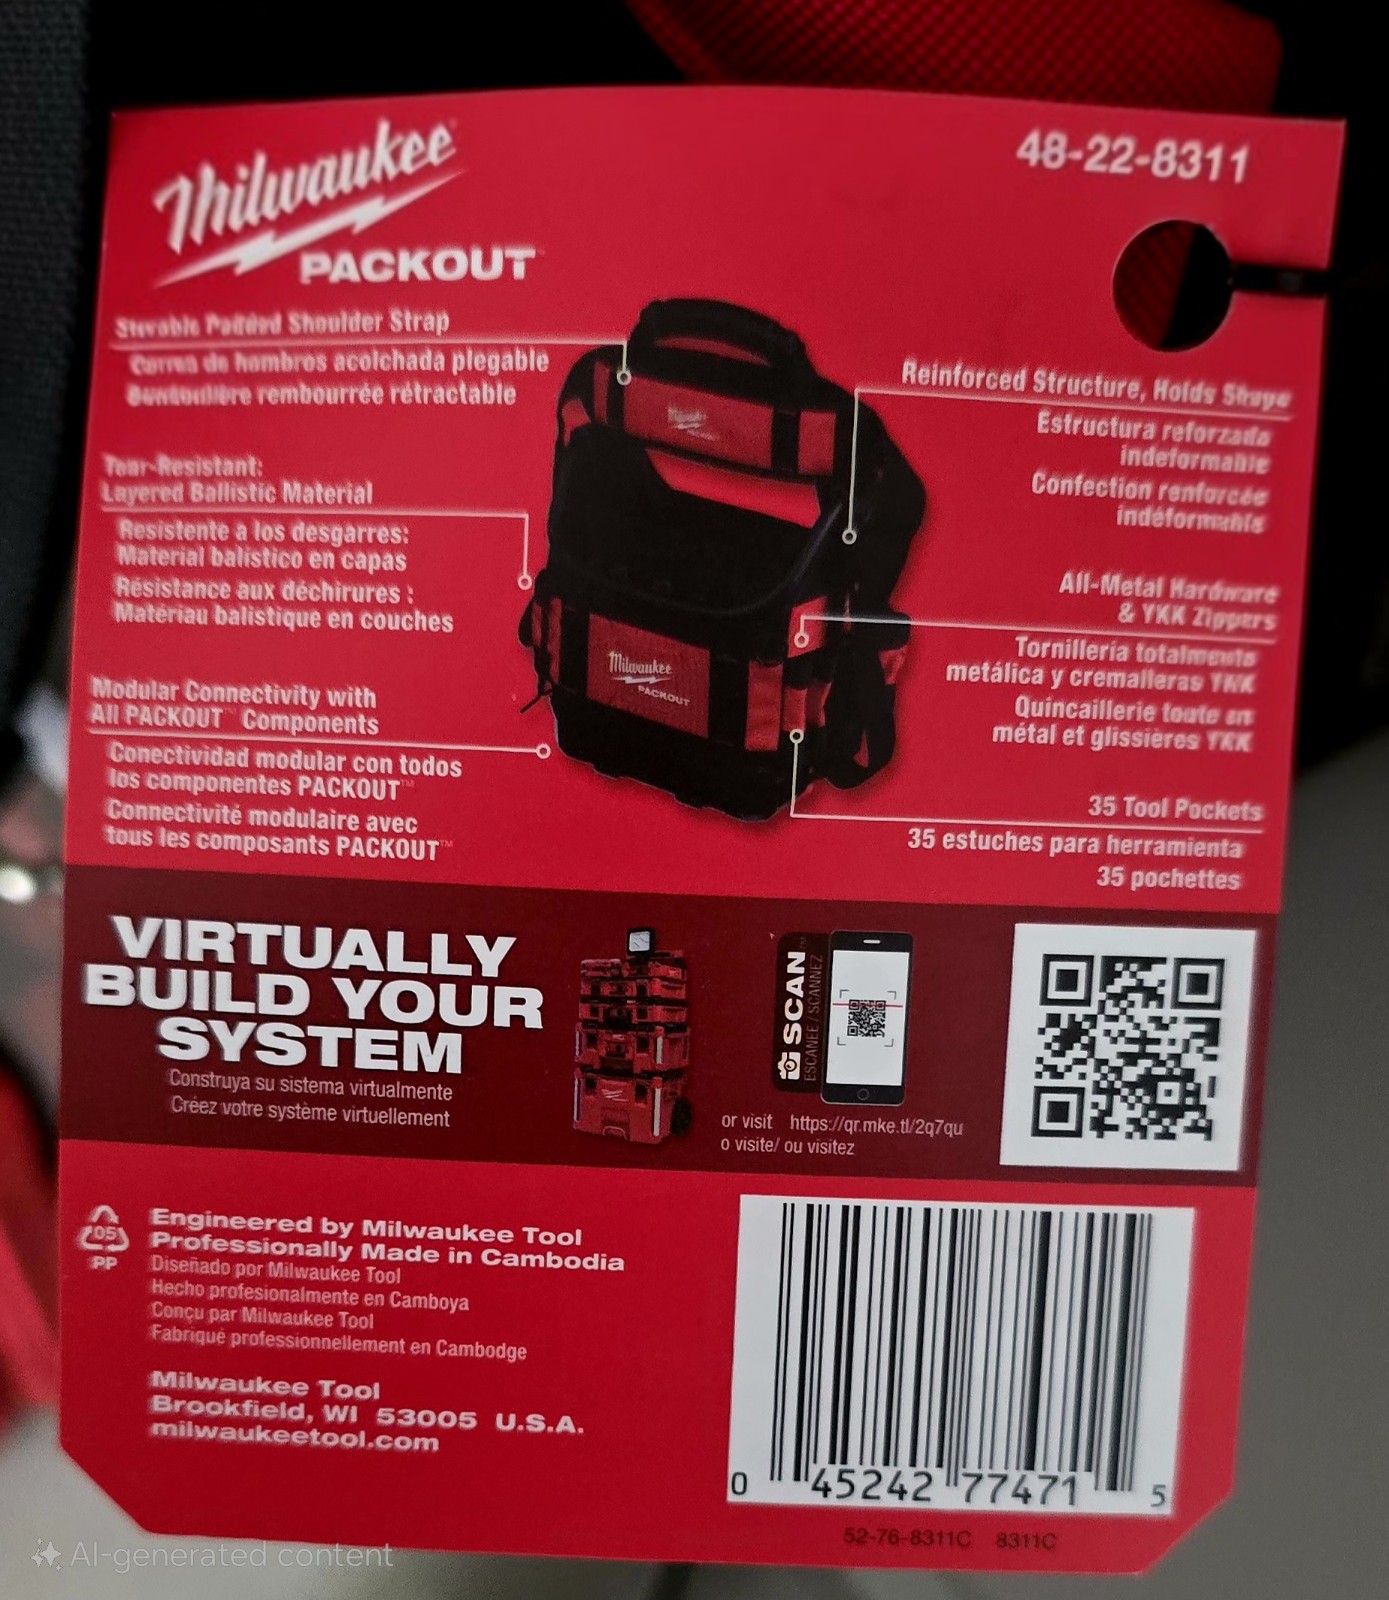 Milwaukee
PACKOUT™
48-22-8311
Storable Padded Shoulder Strap
Correa de hombros acolchada plegable
rembourrée rétractable
Tear-Resistant:
Layered Ballistic Material
Resistente a los desgarres:
Material balístico en capas
Résistance aux déchirures :
Matériau balistique en couches
Modular Connectivity with
All PACKOUT™ Components
Conectividad modular con todos
los componentes PACKOUT™
Connectivité modulaire avec
tous les composants PACKOUT™
Milwaukee
Milwaukee
PACKOUT
Reinforced Structure, Holds Shape
Estructura reforzada
indeformable
Confection renforcée
indéformable
All-Metal Hardware
& YKK Zippers
Tornillería totalmente
metálica y cremalleras YKK
Quincaillerie toute en
métal et glissières YKK
35 Tool Pockets
35 estuches para herramienta
35 pochettes
VIRTUALLY
BUILD YOUR
SYSTEM
Construya su sistema virtualmente
Créez votre système virtuellement
SCAN
ESCANEE / SCANNEZ
or visit https://qr.mke.tl/2q7qu
o visite/ ou visitez
05
PP
Engineered by Milwaukee Tool
Professionally Made in Cambodia
Diseñado por Milwaukee Tool
Hecho profesionalmente en Camboya
Conçu par Milwaukee Tool
Fabriqué professionnellement en Cambodge
Milwaukee Tool
Brookfield, WI 53005 U.S.A.
milwaukeetool.com
0 45242 77471 5
52-76-8311C 8311C
AI-generated content